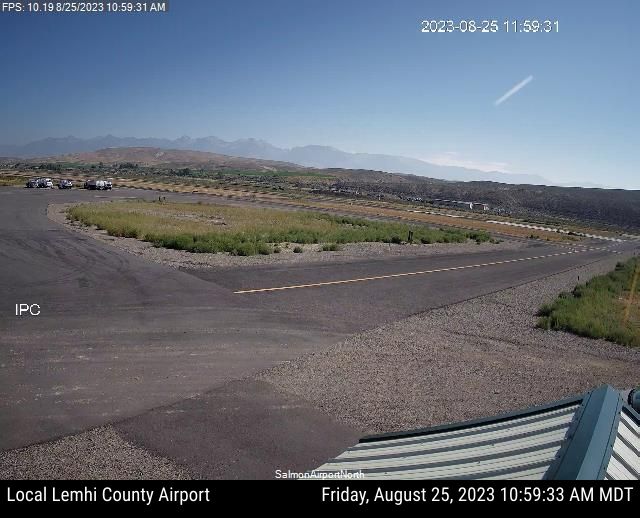 FPS: 10.19 8/25/2023 10:59:31 AM
2023-08-25 11:59:31
IPC
SalmonAirportNorth
Local Lemhi County Airport
Friday, August 25, 2023 10:59:33 AM MDT